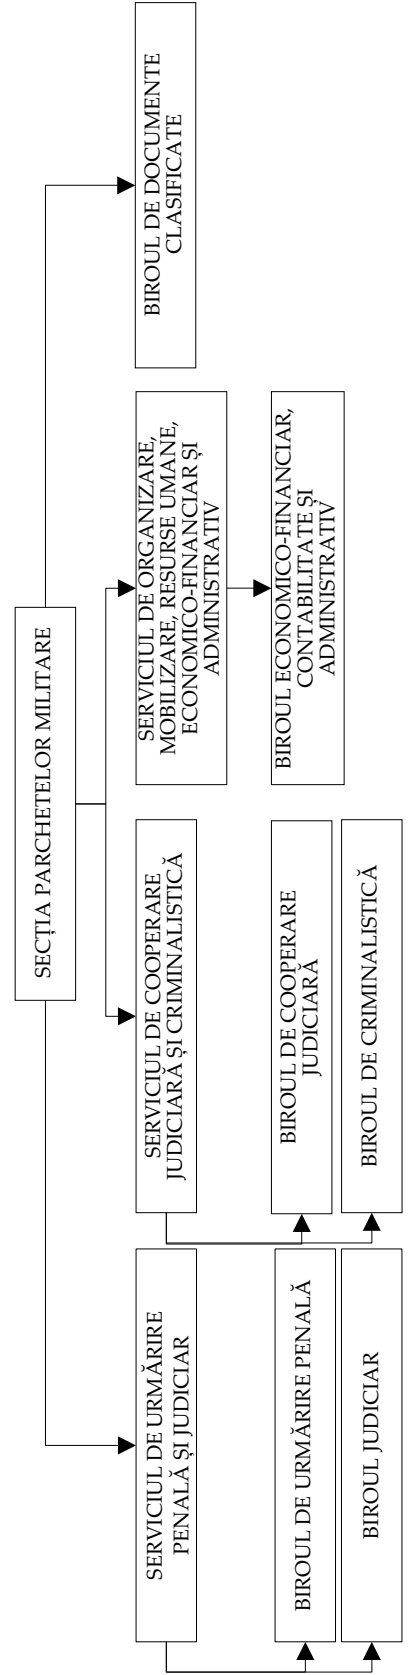 SECȚIA PARCHETELOR MILITARE
SERVICIUL DE URMĂRIRE
PENALĂ ȘI JUDICIAR
SERVICIUL DE COOPERARE
JUDICIARĂ ȘI CRIMINALISTICĂ
SERVICIUL DE ORGANIZARE,
MOBILIZARE, RESURSE UMANE,
ECONOMICO-FINANCIAR ȘI
ADMINISTRATIV
BIROUL DE DOCUMENTE
CLASIFICATE
BIROUL DE URMĂRIRE PENALĂ
BIROUL DE COOPERARE
JUDICIARĂ
BIROUL ECONOMICO-FINANCIAR,
CONTABILITATE ȘI
ADMINISTRATIV
BIROUL JUDICIAR
BIROUL DE CRIMINALISTICĂ